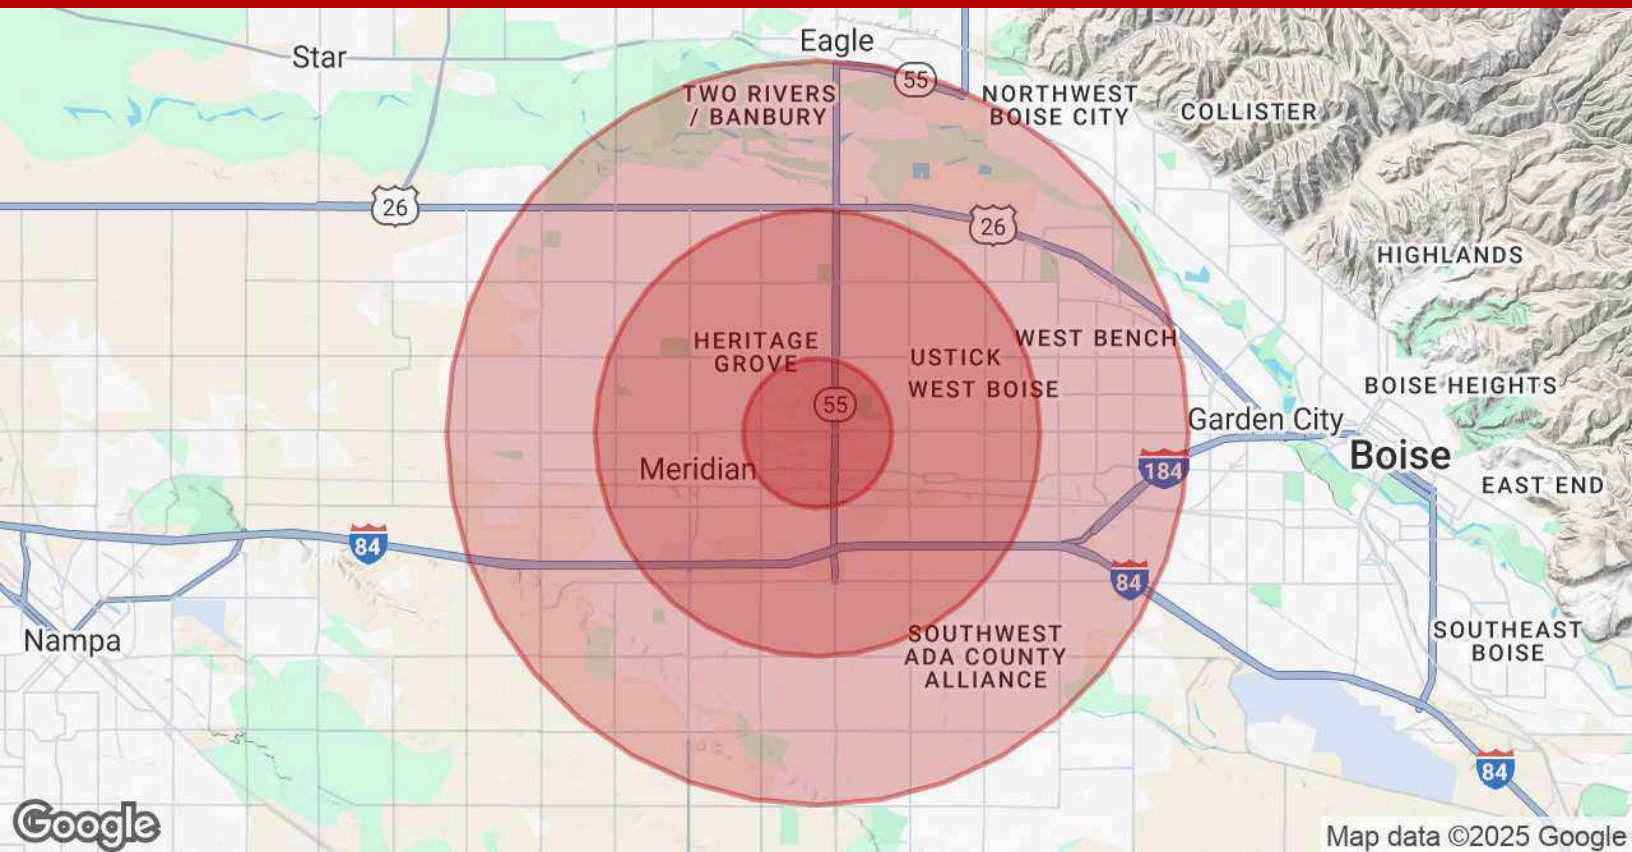 Eagle
Star
55
TWO RIVERS
/ BANBURY
NORTHWEST
BOISE CITY
COLLISTER
26
26
HIGHLANDS
HERITAGE
GROVE
USTICK
WEST BENCH
WEST BOISE
BOISE HEIGHTS
55
Garden City
Boise
Meridian
184
EAST END
84
84
Nampa
SOUTHWEST
ADA COUNTY
ALLIANCE
SOUTHEAST
BOISE
84
Google
Map data ©2025 Google